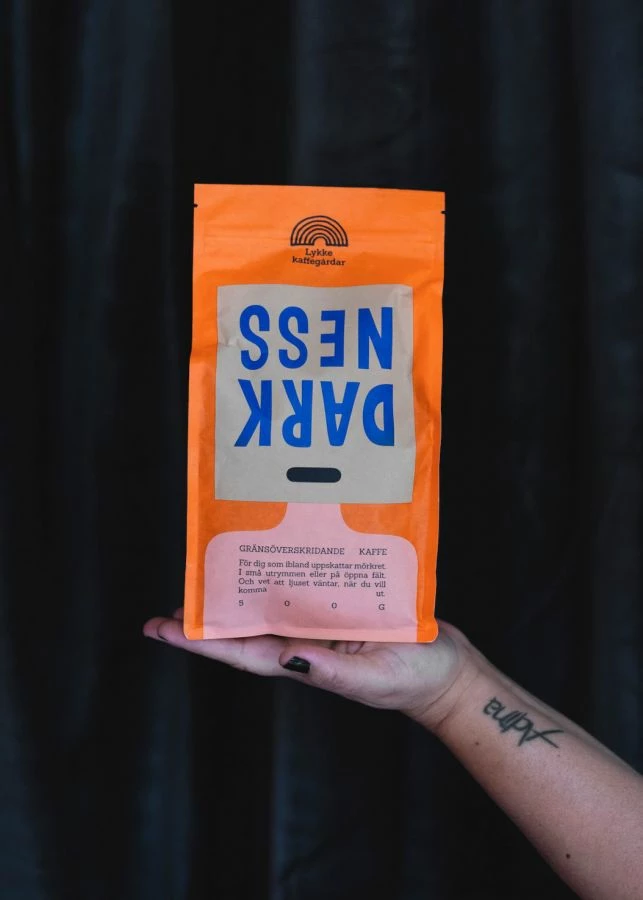 Lykke
kaffegårdar
DARK
NESS
GRÄNSÖVERSKRIDANDE KAFFE
För dig som ibland uppskattar mörkret.
I små utrymmen eller på öppna fält.
Och vet att ljuset väntar, när du vill
komma ut
5 0 0 G